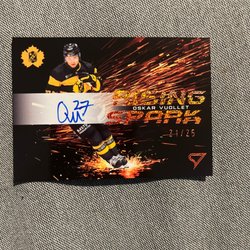 RISING
OSKAR VUOLLET
SPARK
21/25